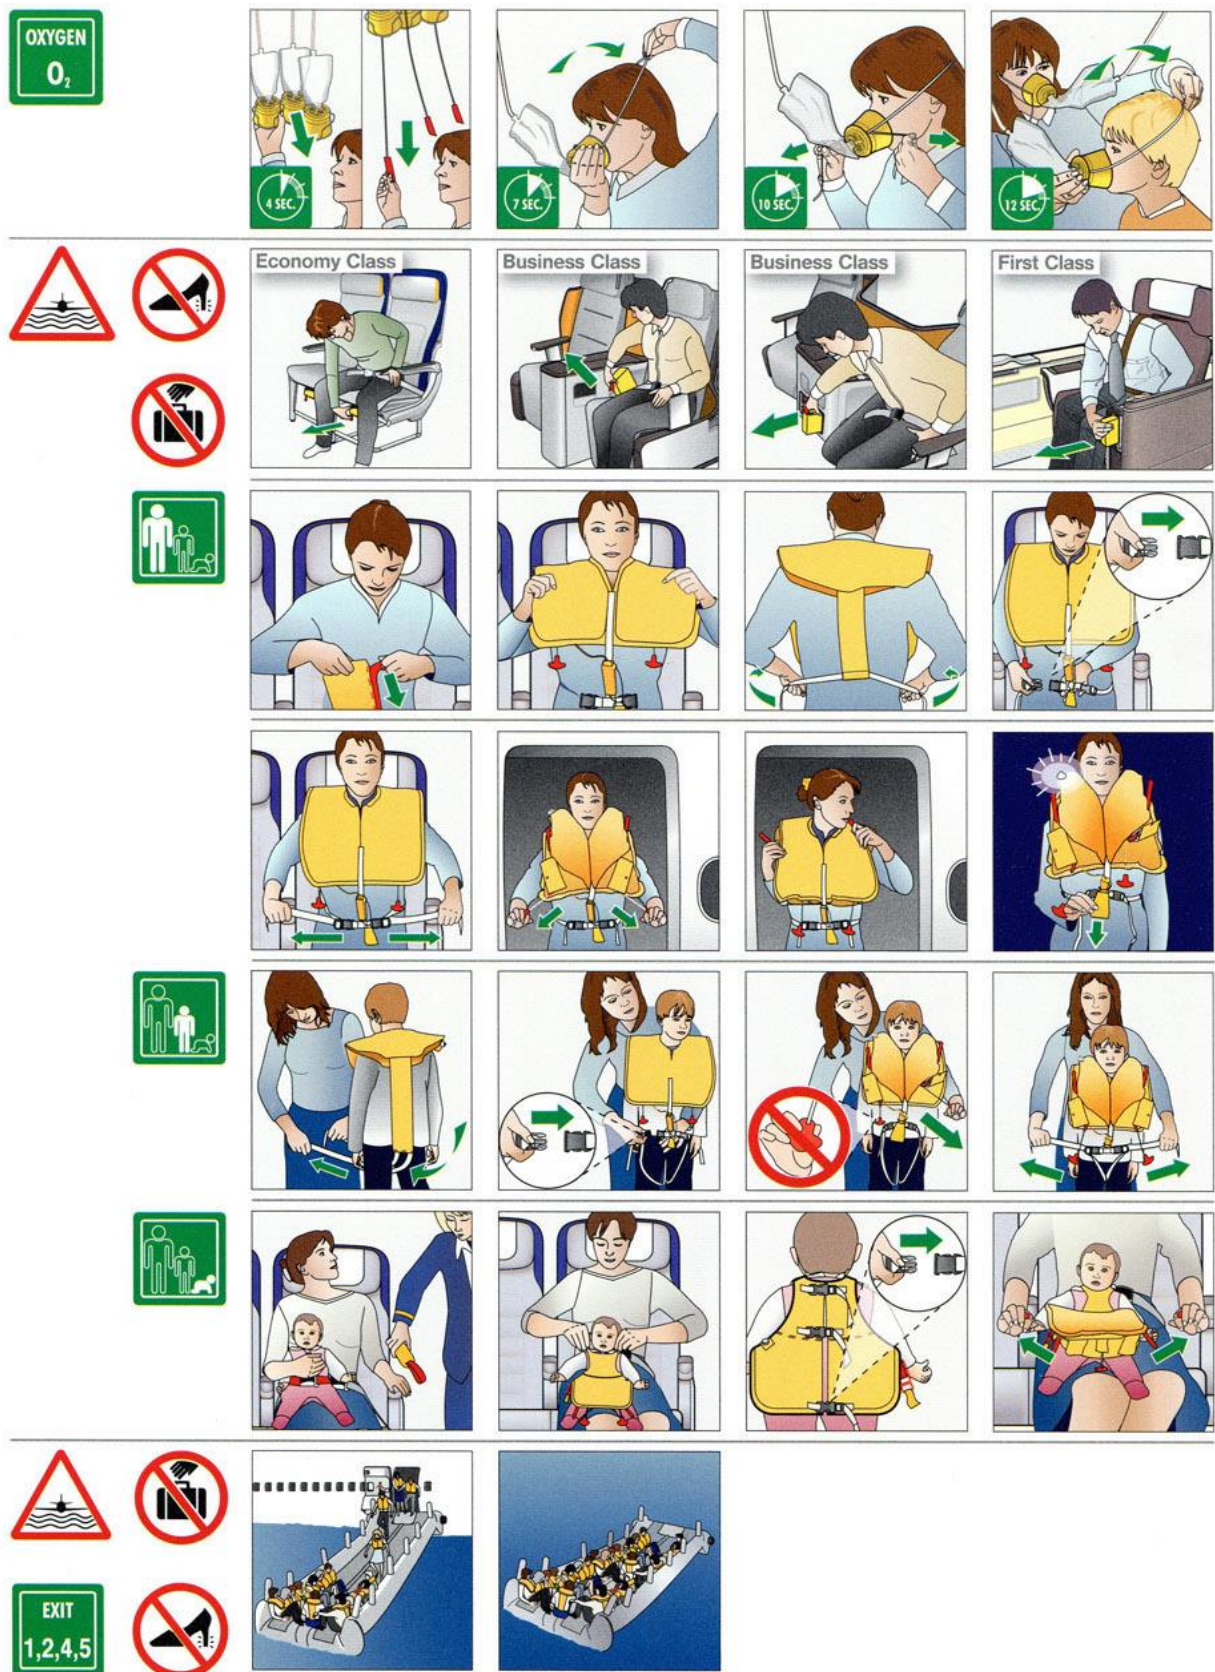 OXYGEN
O₂
4 SEC.
7 SEC.
10 SEC.
12 SEC.
Economy Class
Business Class
Business Class
First Class
EXIT
1,2,4,5